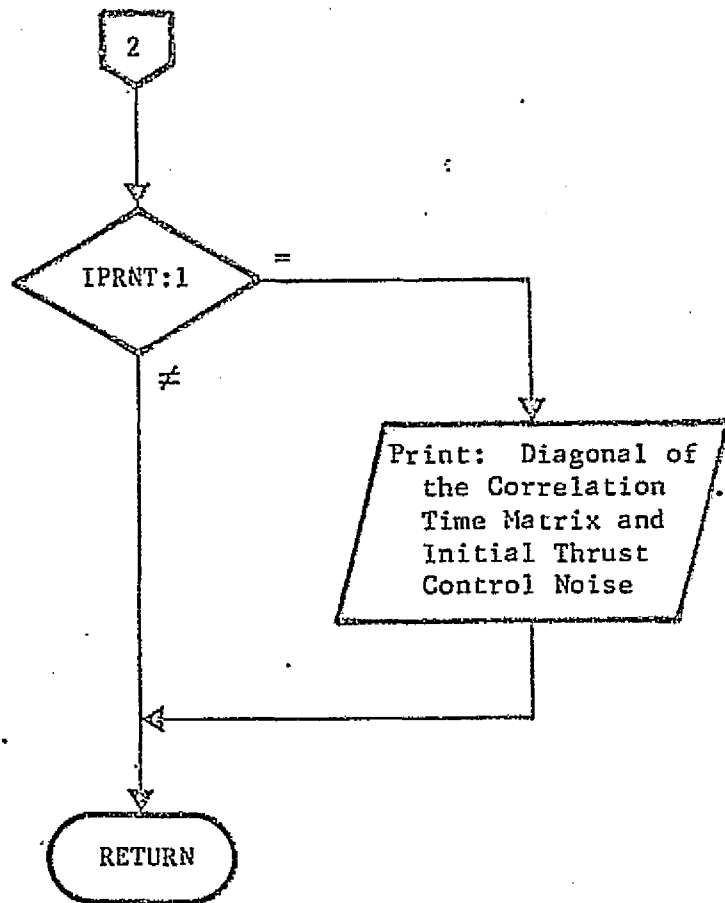 2
IPRNT:1
=
≠
Print: Diagonal of
the Correlation
Time Matrix and
Initial Thrust
Control Noise
RETURN